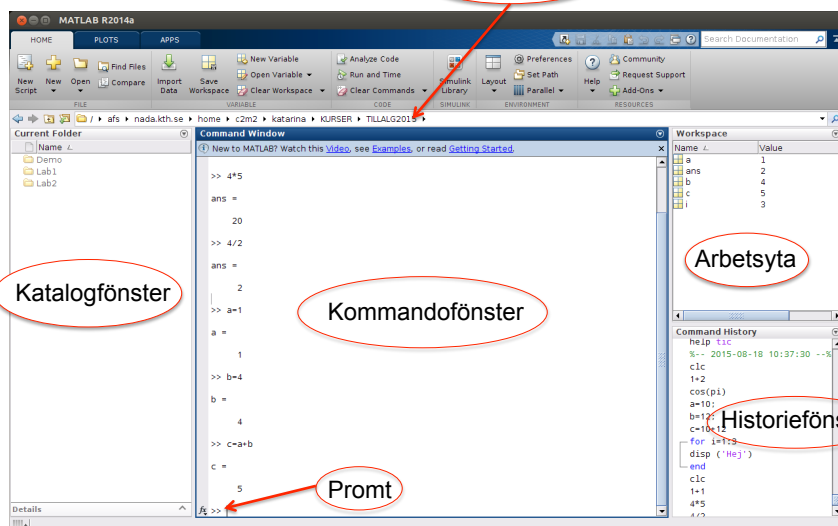 MATLAB R2014a
HOME PLOTS APPS Search Documentation
New Script New Open Find Files Compare Import Data Save Workspace New Variable Open Variable Clear Workspace Analyze Code Run and Time Clear Commands Simulink Library Layout Preferences Set Path Parallel Help Community Request Support Add-Ons
FILE VARIABLE CODE SIMULINK ENVIRONMENT RESOURCES
/ afs nada.kth.se home c2m2 katarina KURSER TILLALG2015
Current Folder
Name
Demo
Lab1
Lab2
Katalogfönster
Details
Command Window
New to MATLAB? Watch this Video, see Examples, or read Getting Started.
>> 4*5
ans =
20
>> 4/2
ans =
2
>> a=1
a =
1
>> b=4
b =
4
>> c=a+b
c =
5
fx >>
Kommandofönster
Promt
Workspace
Name Value
a 1
ans 2
b 4
c 5
i 3
Arbetsyta
Command History
help tic
%-- 2015-08-18 10:37:30 --%
clc
1+2
cos(pi)
a=10;
b=12;
c=10+12
for i=1:3
disp ('Hej')
end
clc
1+1
4*5
4/2
Historieföns